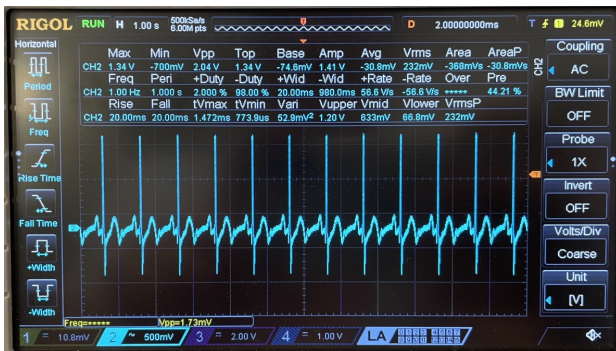 RIGOL RUN H 1.00 s 500kSa/s 6.00M pts D 2.00000000ms T 1 24.6mV
Horizontal
Period
Freq
Rise Time
Fall Time
+Width
-Width
Max Min Vpp Top Base Amp Avg Vrms Area AreaP
CH2 1.34 V -700mV 2.04 V 1.34 V -74.6mV 1.41 V -30.8mV 232mV -368mVs -30.8mVs
Freq Peri +Duty -Duty +Wid -Wid +Rate -Rate Over Pre
CH2 1.00 Hz 1.000 s 2.000 % 98.00 % 20.00ms 980.0ms 56.6 V/s -56.6 V/s ***** 44.21 %
Rise Fall tVmax tVmin Vari Vupper Vmid Vlower VrmsP
CH2 20.00ms 20.00ms 1.472ms 773.9us 52.9mV² 1.20 V 633mV 66.8mV 232mV
CH2
Coupling
AC
BW Limit
OFF
Probe
1X
Invert
OFF
Volts/Div
Coarse
Unit
[V]
Freq=***** Vpp=1.73mV
1 = 10.8mV 2 ~ 500mV 3 = 2.00 V 4 = 1.00 V LA